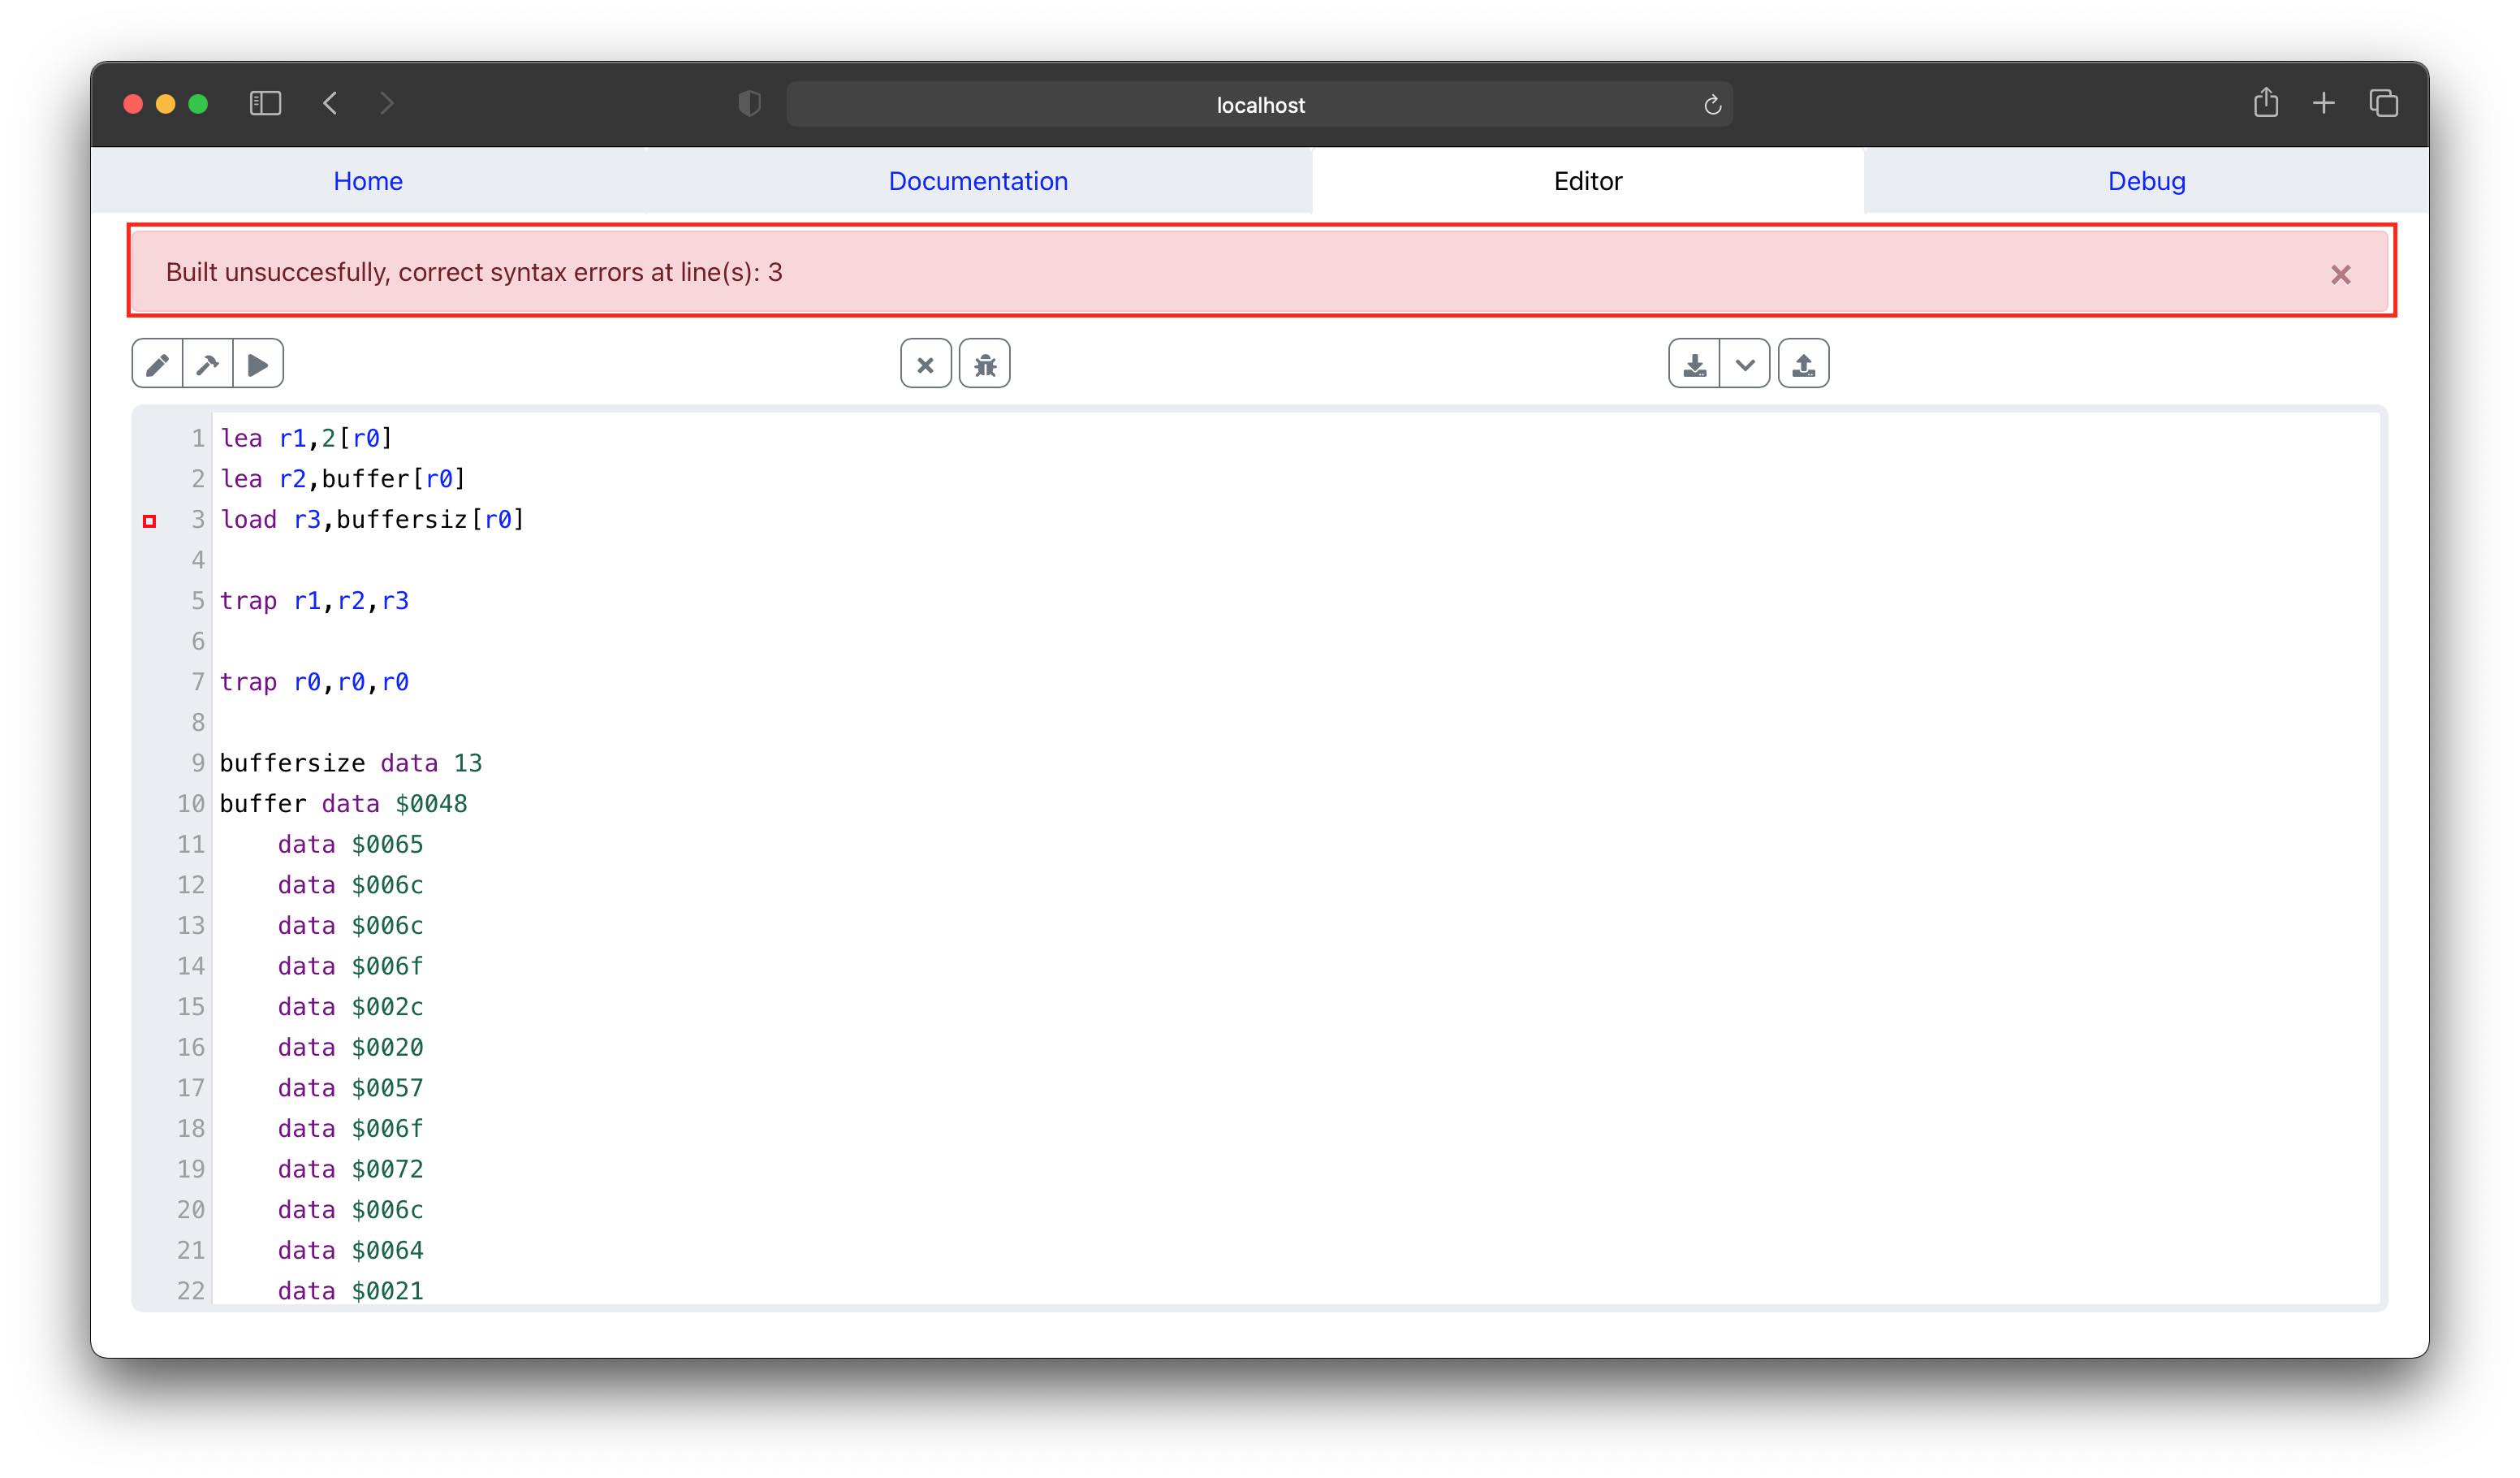 localhost
Home Documentation Editor Debug
Built unsuccesfully, correct syntax errors at line(s): 3
1 lea r1,2[r0]
2 lea r2,buffer[r0]
3 load r3,buffersiz[r0]
4
5 trap r1,r2,r3
6
7 trap r0,r0,r0
8
9 buffersize data 13
10 buffer data $0048
11     data $0065
12     data $006c
13     data $006c
14     data $006f
15     data $002c
16     data $0020
17     data $0057
18     data $006f
19     data $0072
20     data $006c
21     data $0064
22     data $0021